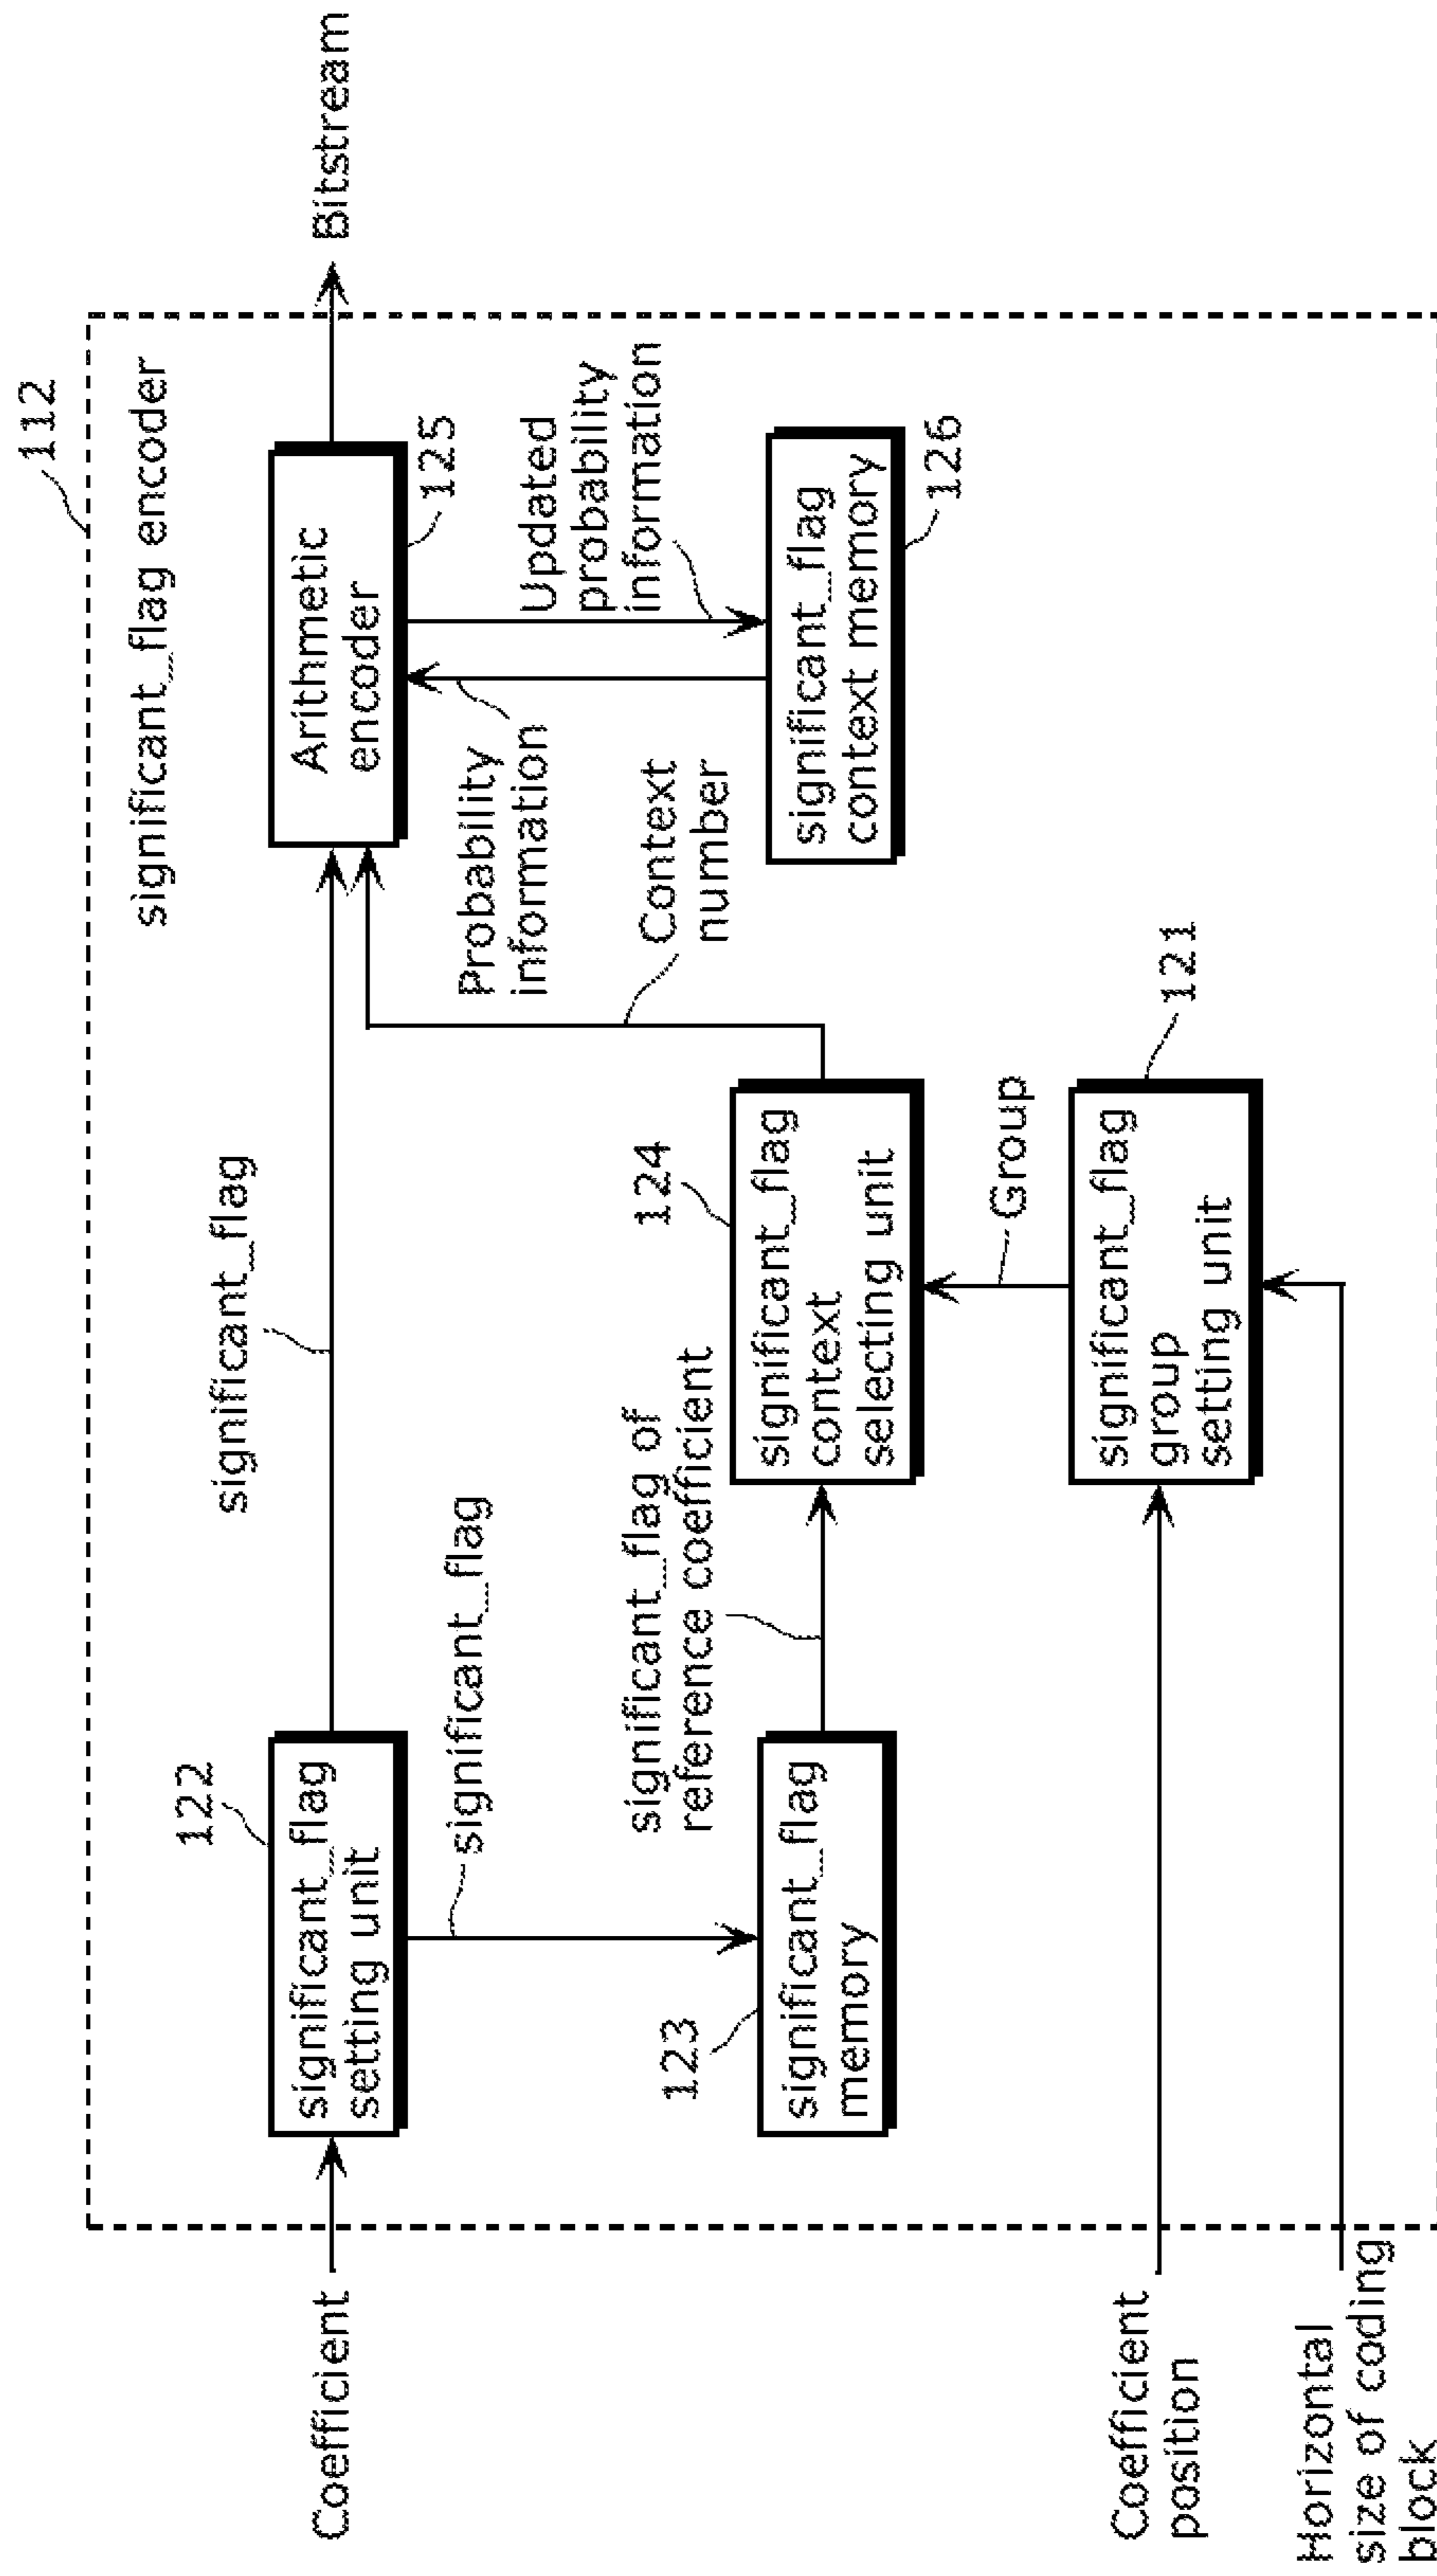 112
significant_flag encoder
Coefficient
122
significant_flag
setting unit
significant_flag
Arithmetic
encoder
125
Bitstream
significant_flag
Probability
information
Updated
probability
information
123
significant_flag
memory
significant_flag of
reference coefficient
124
significant_flag
context
selecting unit
Context
number
significant_flag
context memory
126
Group
Coefficient
position
significant_flag
group
setting unit
121
Horizontal
size of coding
block